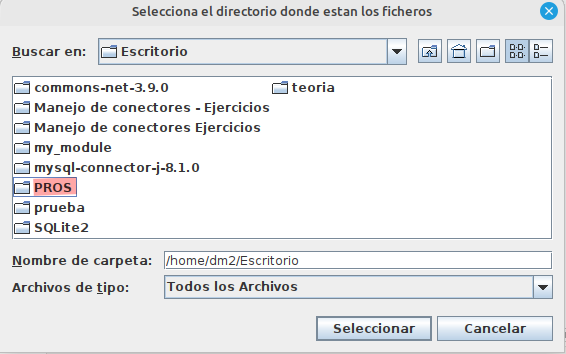 Selecciona el directorio donde estan los ficheros
Buscar en: Escritorio
commons-net-3.9.0
Manejo de conectores - Ejercicios
Manejo de conectores Ejercicios
my_module
mysql-connector-j-8.1.0
PROS
prueba
SQLite2
teoria
Nombre de carpeta: /home/dm2/Escritorio
Archivos de tipo: Todos los Archivos
Seleccionar Cancelar